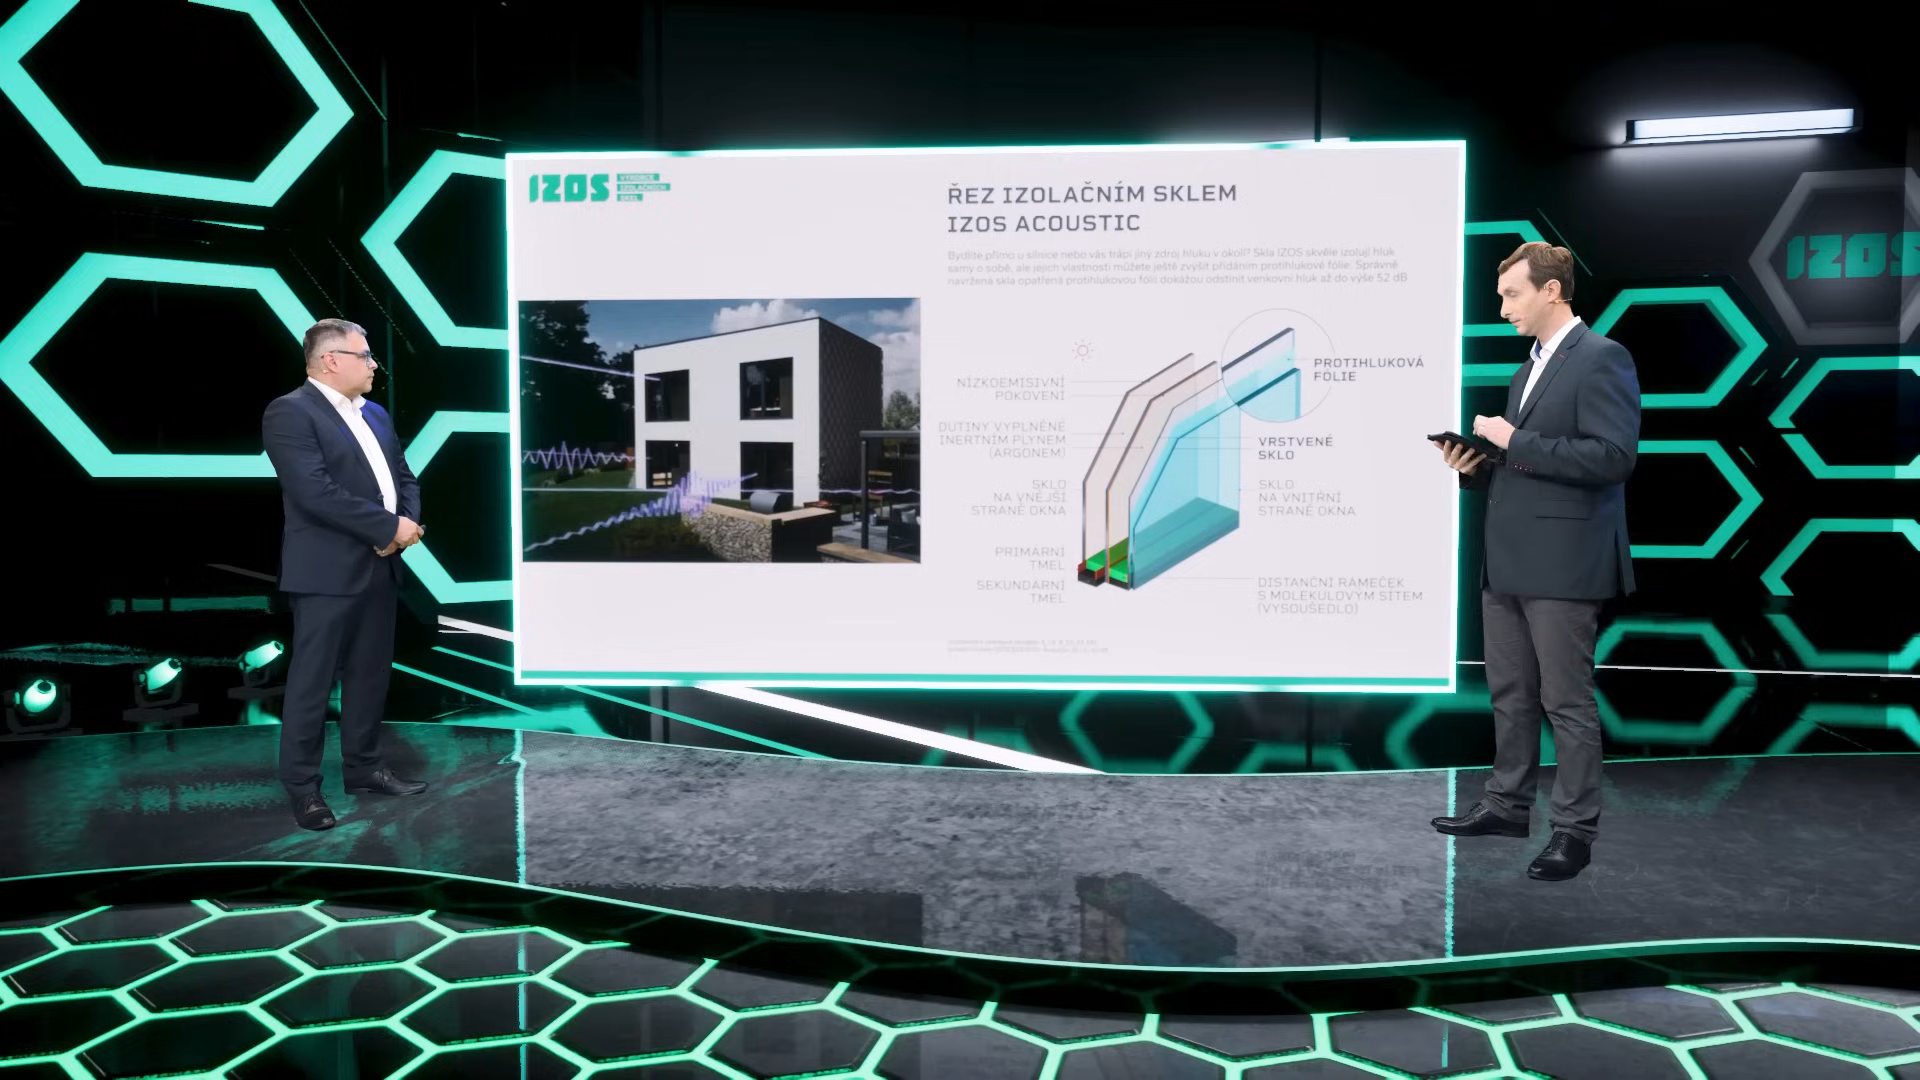 IZOS
VÝROBCE
IZOLAČNÍCH
SKEL
ŘEZ IZOLAČNÍM SKLEM
IZOS ACOUSTIC
Bydlíte přímo u silnice nebo vás trápí jiný zdroj hluku v okolí? Skla IZOS skvěle izolují hluk
samy o sobě, ale jejich vlastnosti můžete ještě zvýšit přidáním protihlukové fólie. Správně
navržená skla opatřená protihlukovou fólií dokážou odstínit venkovní hluk až do výše 52 dB
NÍZKOEMISIVNÍ
POKOVENÍ
DUTINY VYPLNĚNÉ
INERTNÍM PLYNEM
(ARGONEM)
SKLO
NA VNĚJŠÍ
STRANĚ OKNA
PRIMÁRNÍ
TMEL
SEKUNDÁRNÍ
TMEL
PROTIHLUKOVÁ
FÓLIE
VRSTVENÉ
SKLO
SKLO
NA VNITŘNÍ
STRANĚ OKNA
DISTANČNÍ RÁMEČEK
S MOLEKULOVÝM SÍTEM
(VYSOUŠEDLO)
IZOS